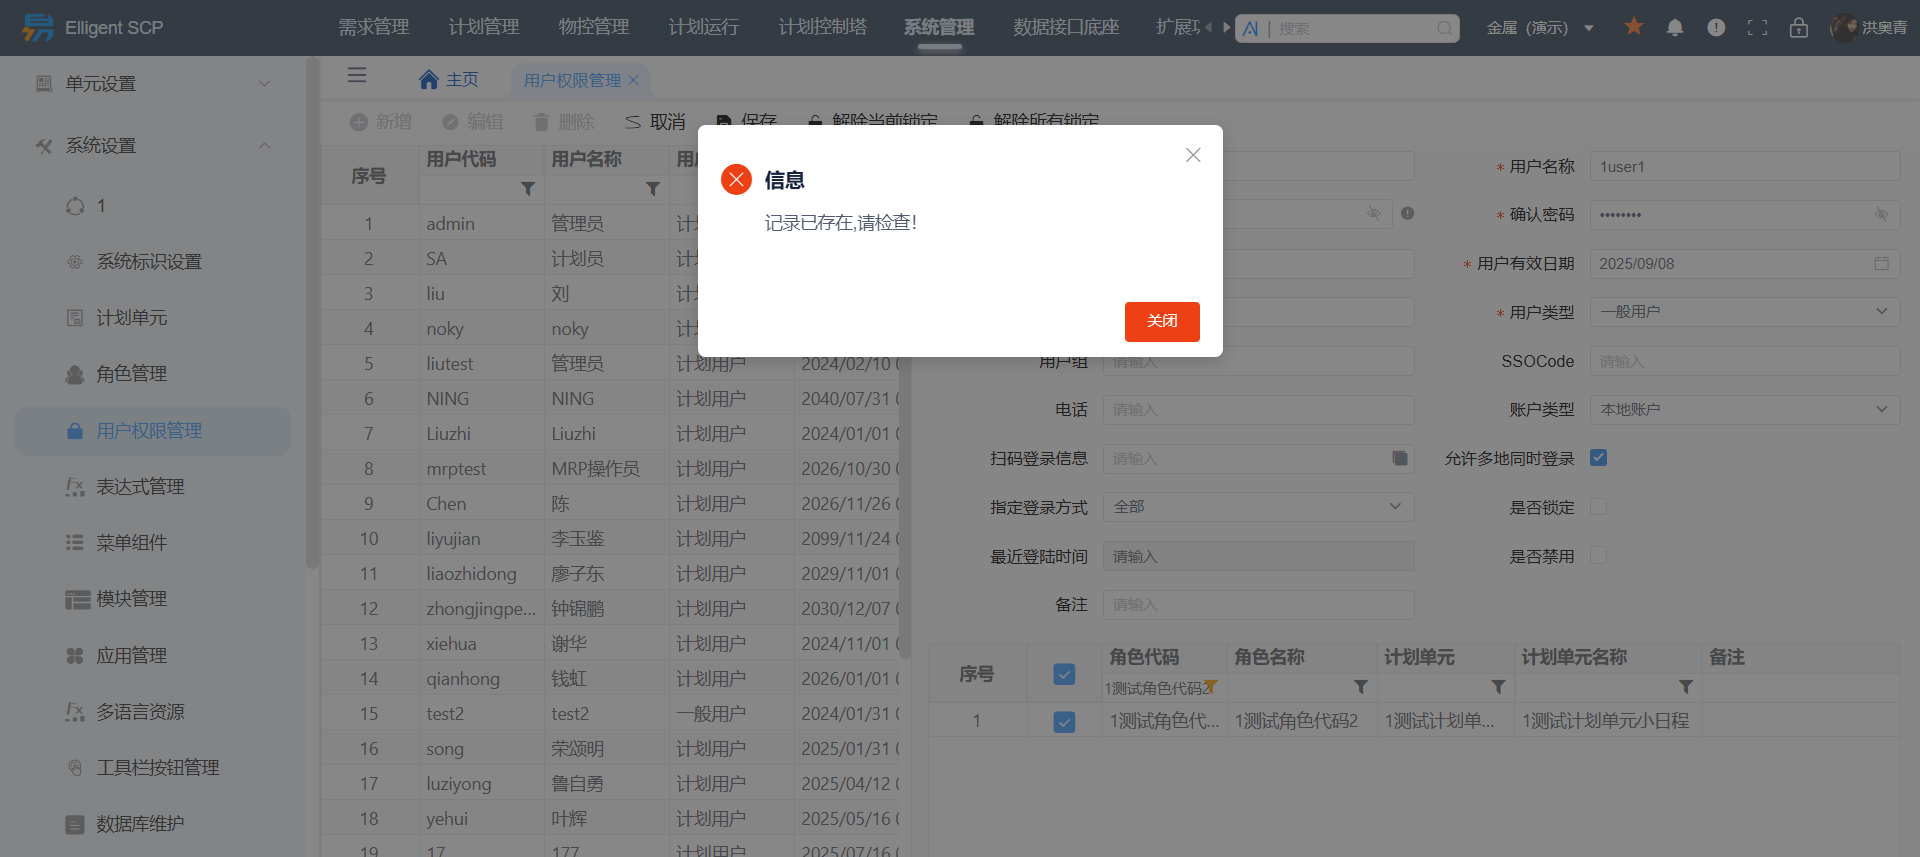 Elligent SCP
需求管理 计划管理 物控管理 计划运行 计划控制塔 系统管理 数据接口底座 扩展
AI | 搜索
金属（演示）
洪奥青
单元设置
系统设置
1
系统标识设置
计划单元
角色管理
用户权限管理
表达式管理
菜单组件
模块管理
应用管理
多语言资源
工具栏按钮管理
数据库维护
主页 用户权限管理
新增 编辑 删除 取消 保存 解除当前锁定 解除所有锁定
序号 用户代码 用户名称
1 admin 管理员
2 SA 计划员
3 liu 刘
4 noky noky
5 liutest 管理员 计划用户 2024/02/10
6 NING NING 计划用户 2040/07/31
7 Liuzhi Liuzhi 计划用户 2024/01/01
8 mrptest MRP操作员 计划用户 2026/10/30
9 Chen 陈 计划用户 2026/11/26
10 liyujian 李玉鉴 计划用户 2099/11/24
11 liaozhidong 廖子东 计划用户 2029/11/01
12 zhongjingpe... 钟锦鹏 计划用户 2030/12/07
13 xiehua 谢华 计划用户 2024/11/01
14 qianhong 钱虹 计划用户 2026/01/01
15 test2 test2 一般用户 2024/01/31
16 song 荣颂明 计划用户 2025/01/31
17 luziyong 鲁自勇 计划用户 2025/04/12
18 yehui 叶辉 计划用户 2025/05/16
19 17 177 计划用户 2025/07/16
信息
记录已存在,请检查!
关闭
* 用户名称 1user1
* 确认密码 ••••••••
* 用户有效日期 2025/09/08
* 用户类型 一般用户
用户组 请输入 SSOCode 请输入
电话 请输入 账户类型 本地账户
扫码登录信息 请输入 允许多地同时登录
指定登录方式 全部 是否锁定
最近登陆时间 请输入 是否禁用
备注 请输入
序号 角色代码 角色名称 计划单元 计划单元名称 备注
1测试角色代码2
1 1测试角色代... 1测试角色代码2 1测试计划单... 1测试计划单元小日程